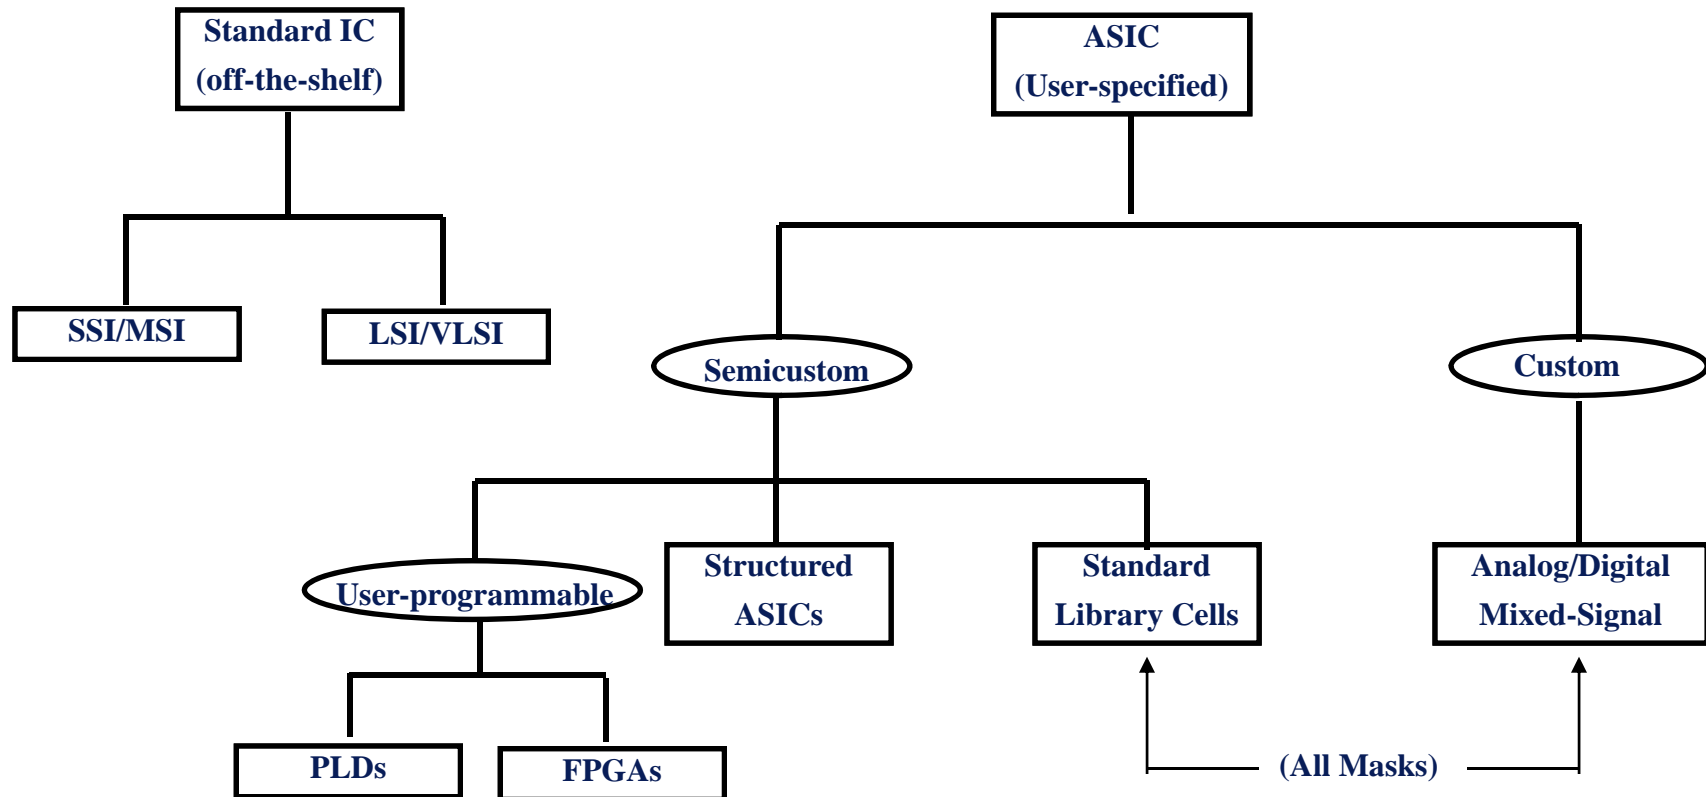 Standard IC
(off-the-shelf)
ASIC
(User-specified)
SSI/MSI
LSI/VLSI
Semicustom
Custom
User-programmable
Structured
ASICs
Standard
Library Cells
Analog/Digital
Mixed-Signal
PLDs
FPGAs
(All Masks)